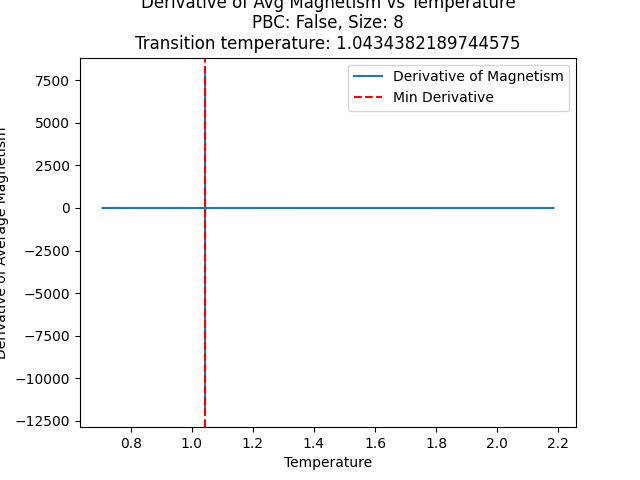 Derivative of Avg Magnetism vs Temperature
PBC: False, Size: 8
Transition temperature: 1.0434382189744575
Derivative of Magnetism
Min Derivative
7500
5000
2500
0
−2500
−5000
−7500
−10000
−12500
Derivative of Average Magnetism
0.8 1.0 1.2 1.4 1.6 1.8 2.0 2.2
Temperature